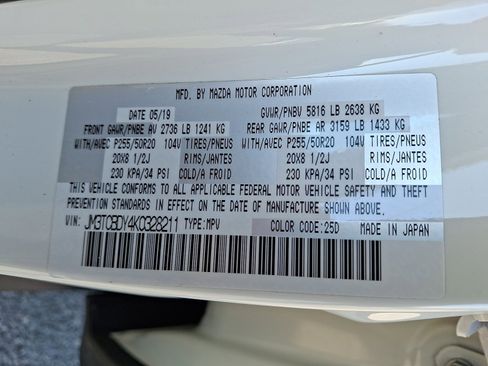 MFD. BY MAZDA MOTOR CORPORATION
DATE 05/19 GVWR/PNBV 5816 LB 2638 KG
FRONT GAWR/PNBE AV 2736 LB 1241 KG REAR GAWR/PNBE AR 3159 LB 1433 KG
WITH/AVEC P255/50R20 104V TIRES/PNEUS WITH/AVEC P255/50R20 104V TIRES/PNEUS
20X8 1/2J RIMS/JANTES 20X8 1/2J RIMS/JANTES
230 KPA/34 PSI COLD/A FROID 230 KPA/34 PSI COLD/A FROID
THIS VEHICLE CONFORMS TO ALL APPLICABLE FEDERAL MOTOR VEHICLE SAFETY AND THEFT
PREVENTION STANDARDS IN EFFECT ON THE DATE OF MANUFACTURE SHOWN ABOVE.
VIN: JM3TCBDY4K0328211 TYPE:MPV COLOR CODE:25D MADE IN JAPAN